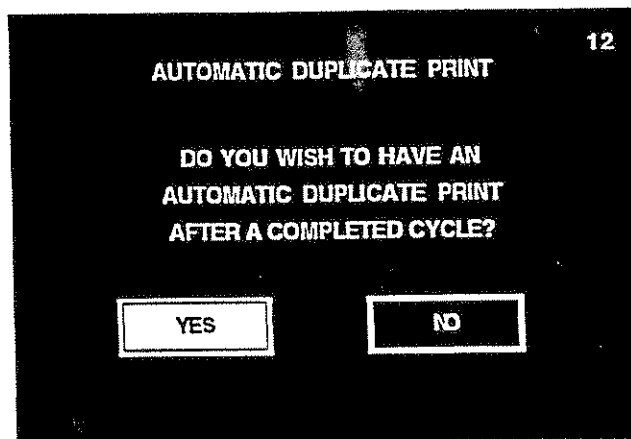 12
AUTOMATIC DUPLICATE PRINT
DO YOU WISH TO HAVE AN
AUTOMATIC DUPLICATE PRINT
AFTER A COMPLETED CYCLE?
YES
NO